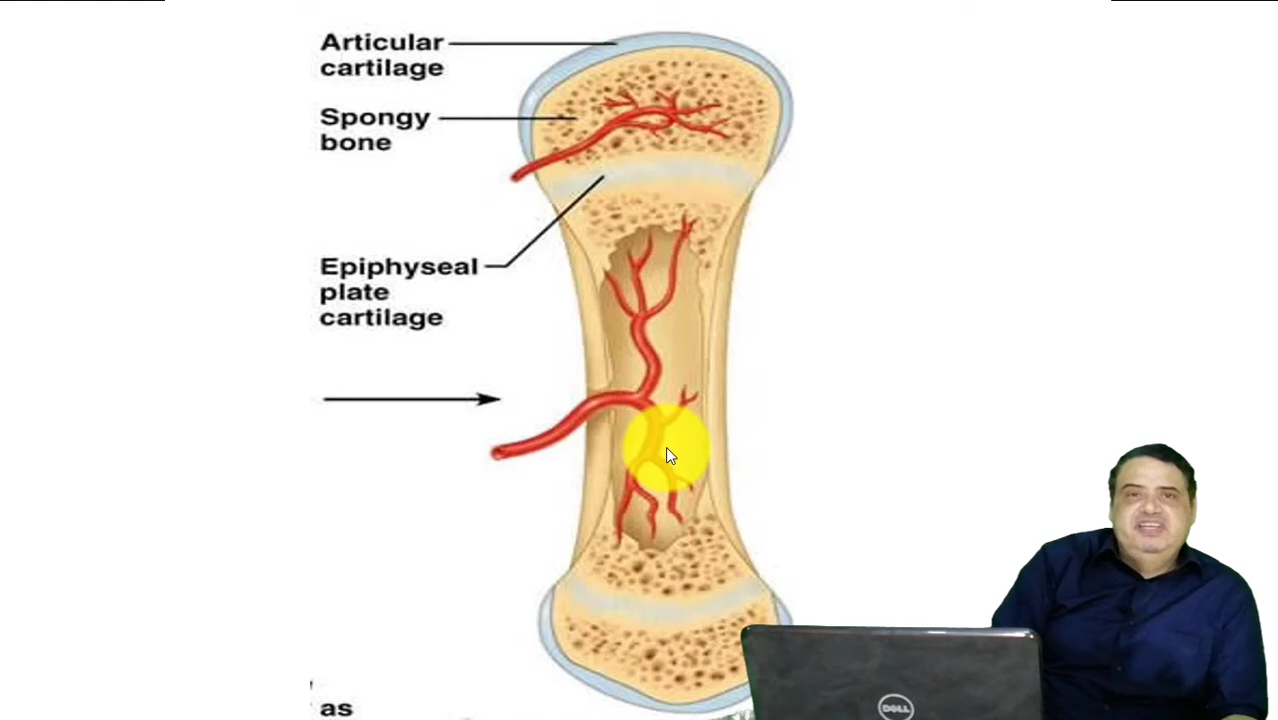 Articular
cartilage
Spongy
bone
Epiphyseal
plate
cartilage
as
DELL